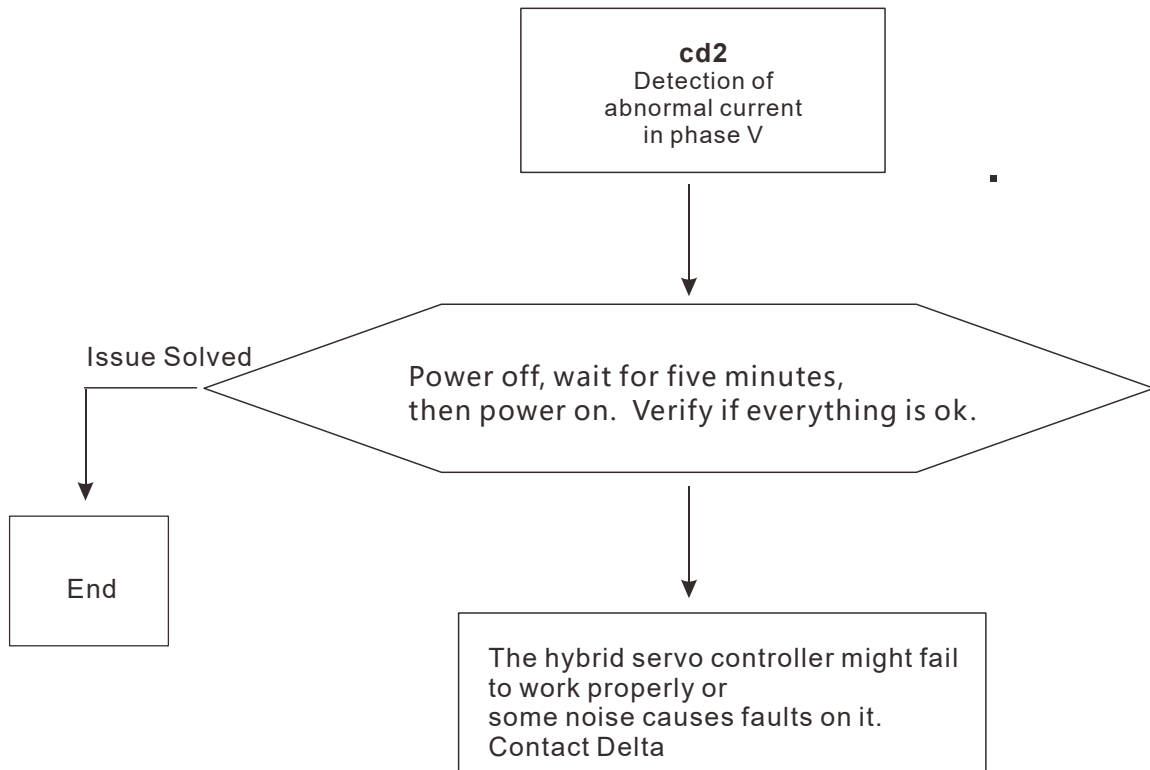 cd2
Detection of
abnormal current
in phase V
Issue Solved
Power off, wait for five minutes,
then power on.  Verify if everything is ok.
End
The hybrid servo controller might fail
to work properly or
some noise causes faults on it.
Contact Delta